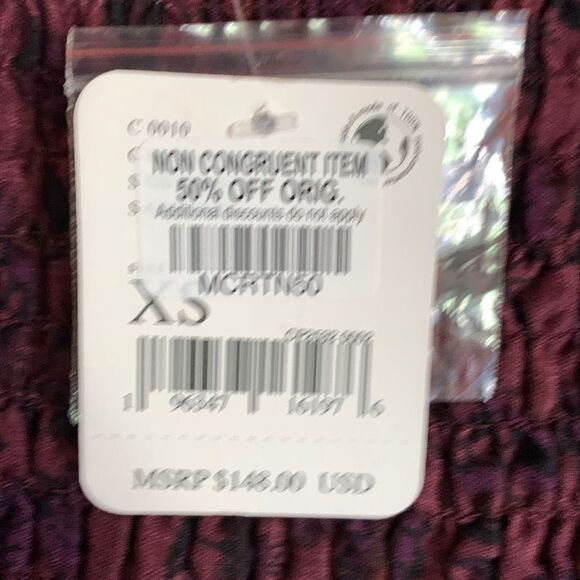 C 0010
NON CONGRUENT ITEM
50% OFF ORIG.
Additional discounts do not apply
MCRTN50
XS
1 96347 16197 6
MSRP $148.00 USD